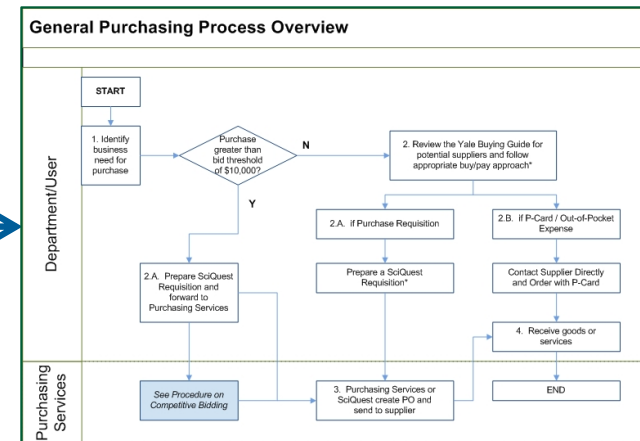 General Purchasing Process Overview
Department/User
START
1. Identify
business
need for
purchase
Purchase
greater than
bid threshold
of $10,000?
N
Y
2. Review the Yale Buying Guide for
potential suppliers and follow
appropriate buy/pay approach*
2.A. if Purchase Requisition
2.B. if P-Card / Out-of-Pocket
Expense
2.A. Prepare SciQuest
Requisition and
forward to
Purchasing Services
Prepare a SciQuest
Requisition*
Contact Supplier Directly
and Order with P-Card
4. Receive goods or
services
Purchasing
Services
See Procedure on
Competitive Bidding
3. Purchasing Services or
SciQuest create PO and
send to supplier
END